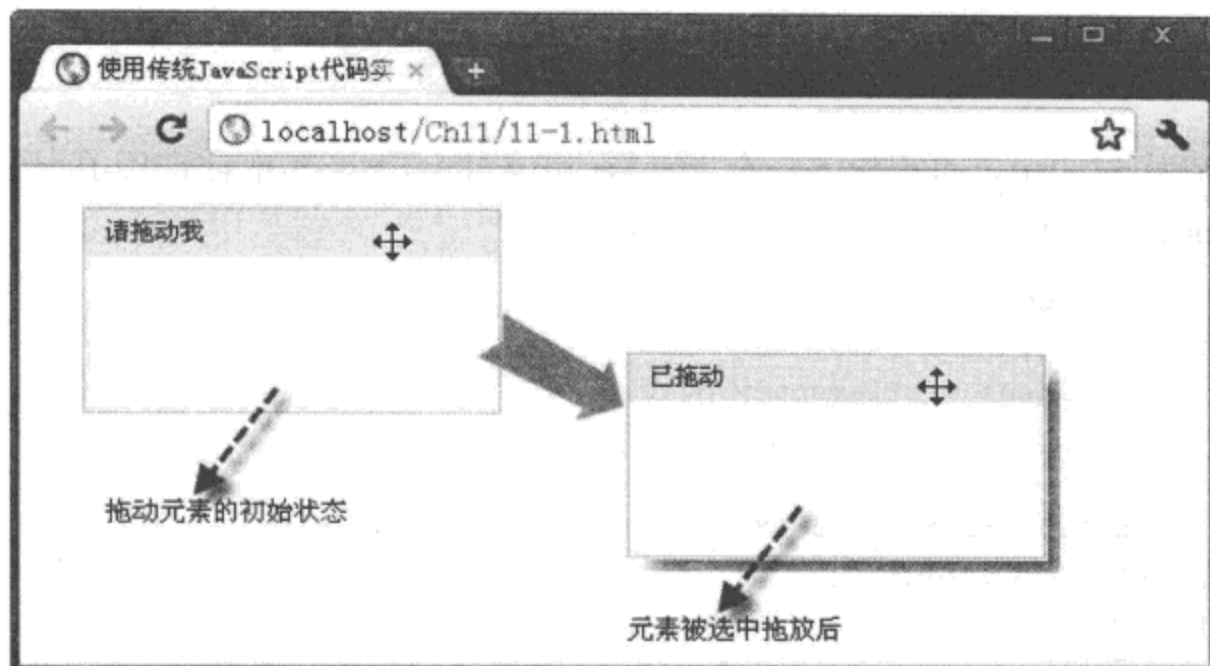 使用传统JavaScript代码实
localhost/Ch11/11-1.html
请拖动我
已拖动
拖动元素的初始状态
元素被选中拖放后